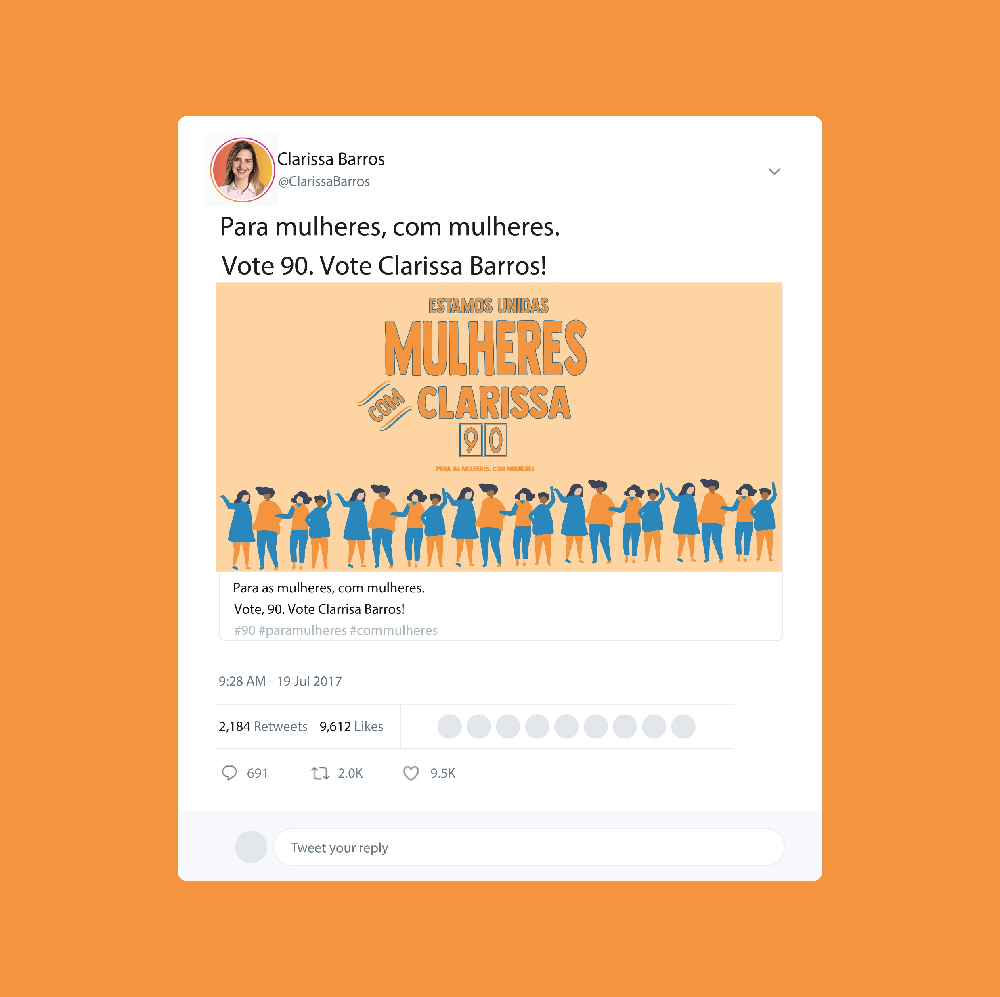 Clarissa Barros
@ClarissaBarros
Para mulheres, com mulheres.
Vote 90. Vote Clarissa Barros!
ESTAMOS UNIDAS
MULHERES
COM CLARISSA
90
PARA AS MULHERES, COM MULHERES
Para as mulheres, com mulheres.
Vote, 90. Vote Clarrisa Barros!
#90 #paramulheres #commulheres
9:28 AM - 19 Jul 2017
2,184 Retweets 9,612 Likes
691 2.0K 9.5K
Tweet your reply